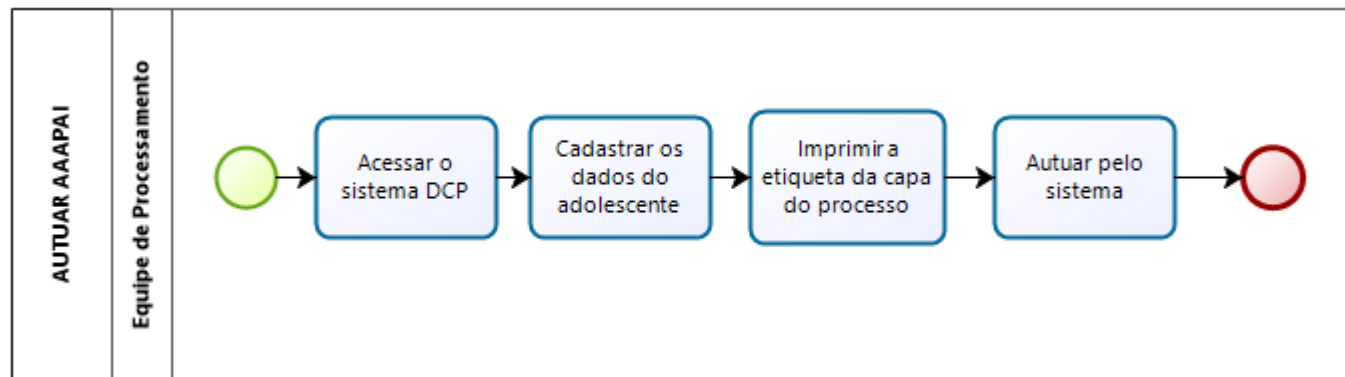 AUTUAR AAAPAI
Equipe de Processamento
Acessar o
sistema DCP
Cadastrar os
dados do
adolescente
Imprimir a
etiqueta da capa
do processo
Autuar pelo
sistema